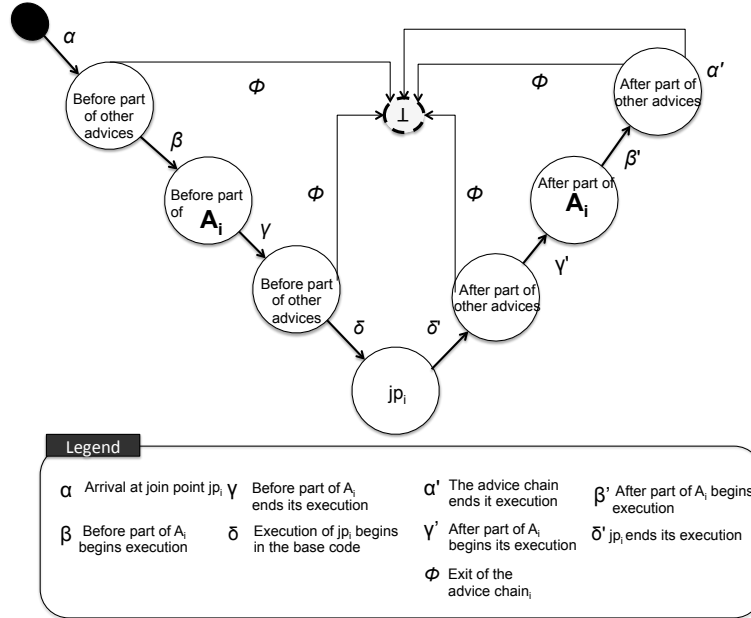 α
Before part
of other
advices
Φ
β
Before part
of A_i
γ
Φ
Before part
of other
advices
δ
jp_i
δ'
After part of
other advices
Φ
γ'
After part of
A_i
β'
After part of
other advices
Φ
α'
⊥
Legend
α Arrival at join point jp_i
β Before part of A_i
begins execution
γ Before part of A_i
ends its execution
δ Execution of jp_i begins
in the base code
α' The advice chain
ends it execution
γ' After part of A_i
begins its execution
Φ Exit of the
advice chain_i
β' After part of A_i begins
execution
δ' jp_i ends its execution